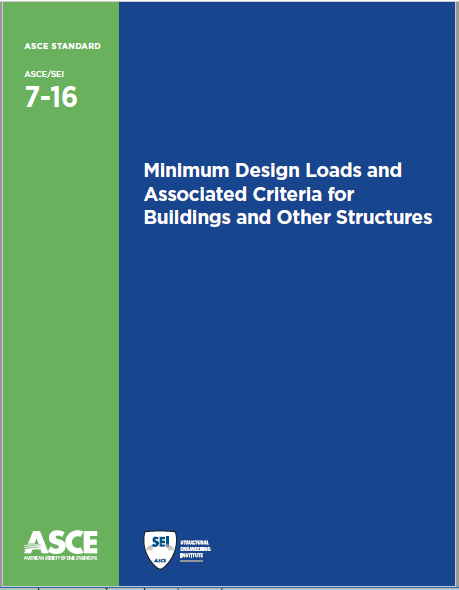 ASCE STANDARD
ASCE/SEI
7-16
Minimum Design Loads and
Associated Criteria for
Buildings and Other Structures
ASCE
AMERICAN SOCIETY OF CIVIL ENGINEERS
SEI
ASCE
STRUCTURAL
ENGINEERING
INSTITUTE